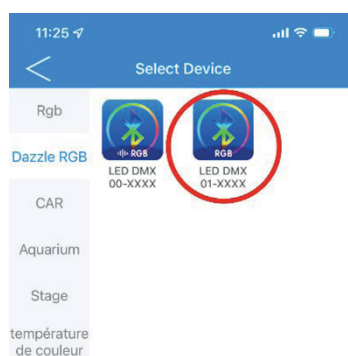 11:25
Select Device
Rgb
Dazzle RGB
CAR
Aquarium
Stage
température
de couleur
RGB
LED DMX
00-XXXX
RGB
LED DMX
01-XXXX